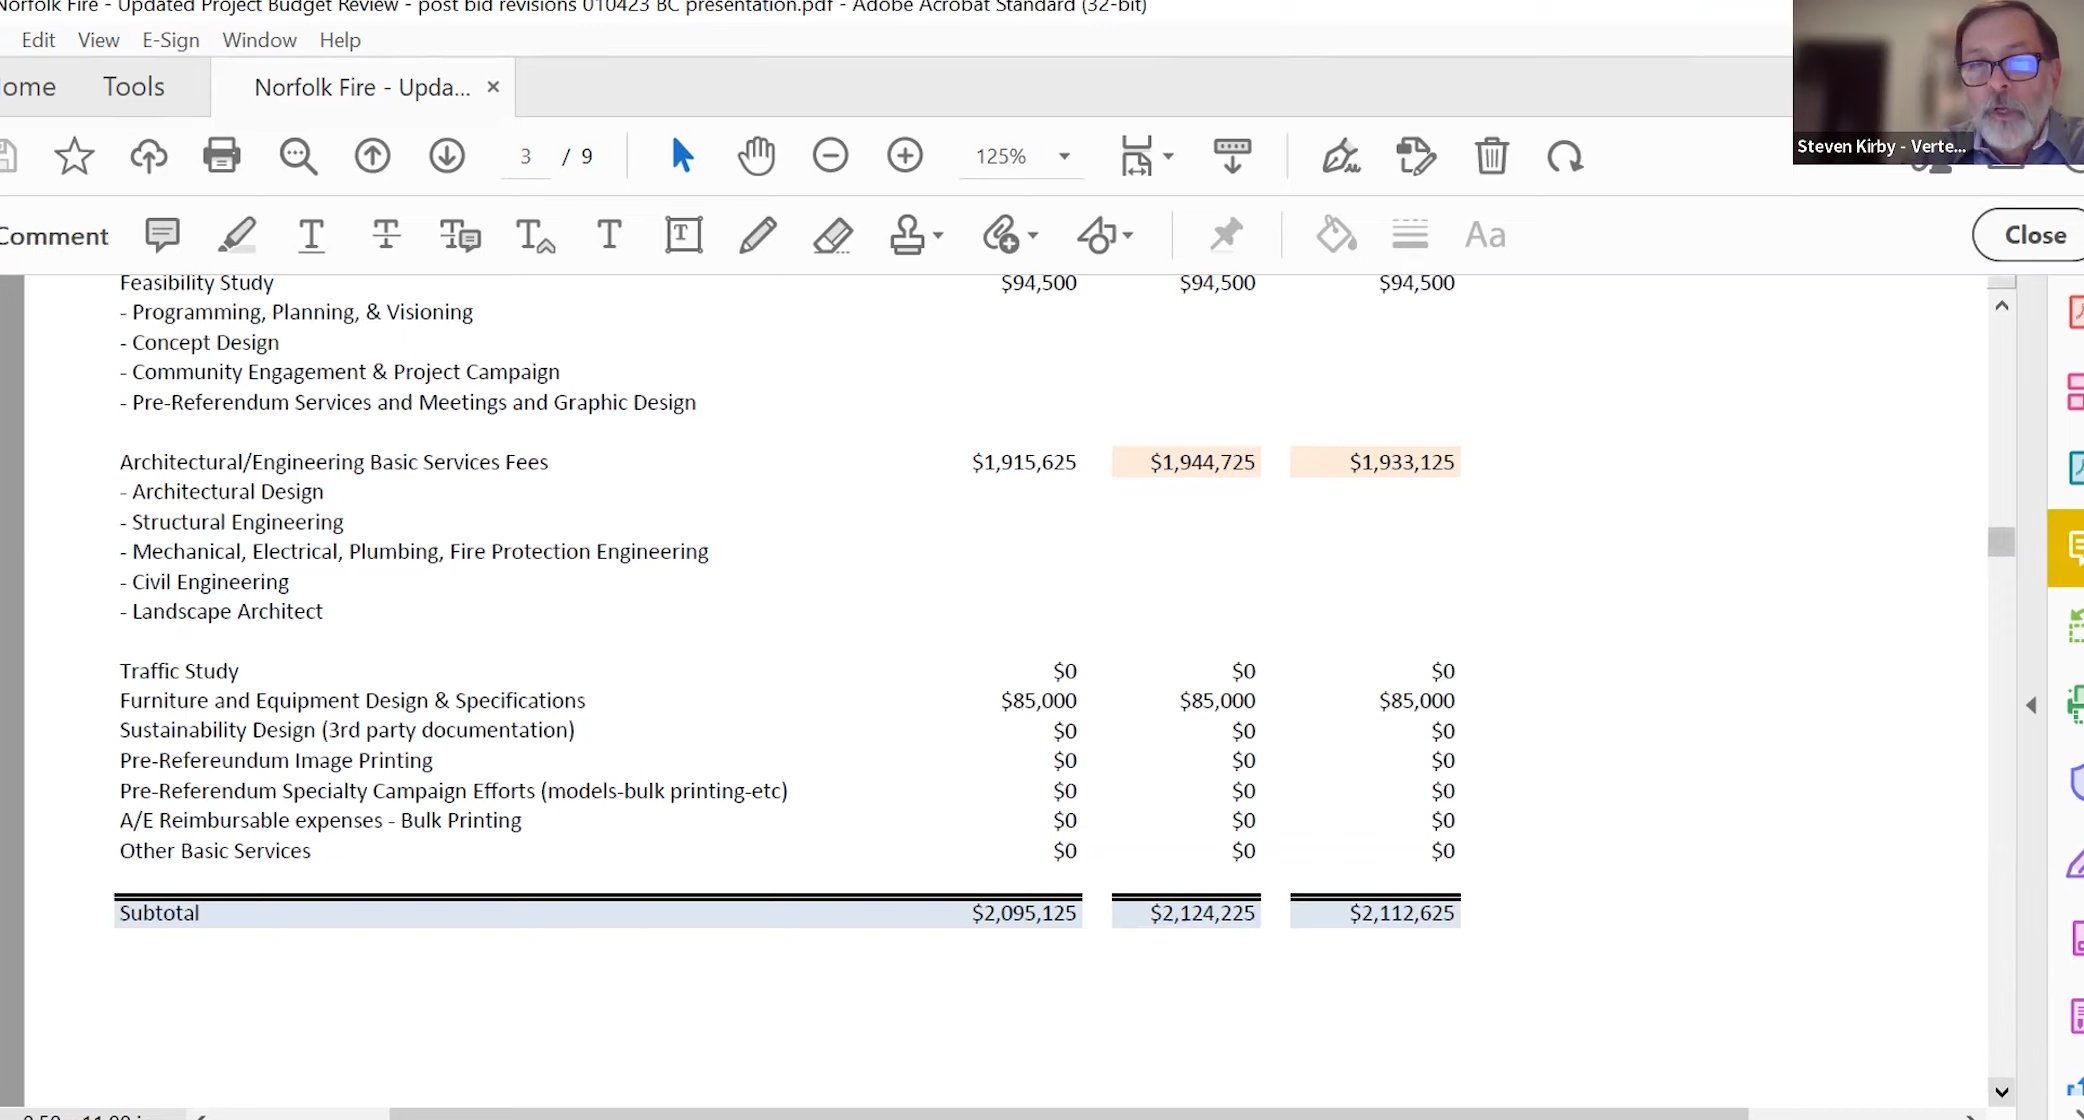 Norfolk Fire - Updated Project Budget Review - post bid revisions 010423 BC presentation.pdf - Adobe Acrobat Standard (32-bit)
Edit View E-Sign Window Help
ome Tools Norfolk Fire - Upda... ×
3 / 9 125%
Steven Kirby - Verte...
Comment T T T T T T Aa Close
Feasibility Study $94,500 $94,500 $94,500
- Programming, Planning, & Visioning
- Concept Design
- Community Engagement & Project Campaign
- Pre-Referendum Services and Meetings and Graphic Design
Architectural/Engineering Basic Services Fees $1,915,625 $1,944,725 $1,933,125
- Architectural Design
- Structural Engineering
- Mechanical, Electrical, Plumbing, Fire Protection Engineering
- Civil Engineering
- Landscape Architect
Traffic Study $0 $0 $0
Furniture and Equipment Design & Specifications $85,000 $85,000 $85,000
Sustainability Design (3rd party documentation) $0 $0 $0
Pre-Refereundum Image Printing $0 $0 $0
Pre-Referendum Specialty Campaign Efforts (models-bulk printing-etc) $0 $0 $0
A/E Reimbursable expenses - Bulk Printing $0 $0 $0
Other Basic Services $0 $0 $0
Subtotal $2,095,125 $2,124,225 $2,112,625